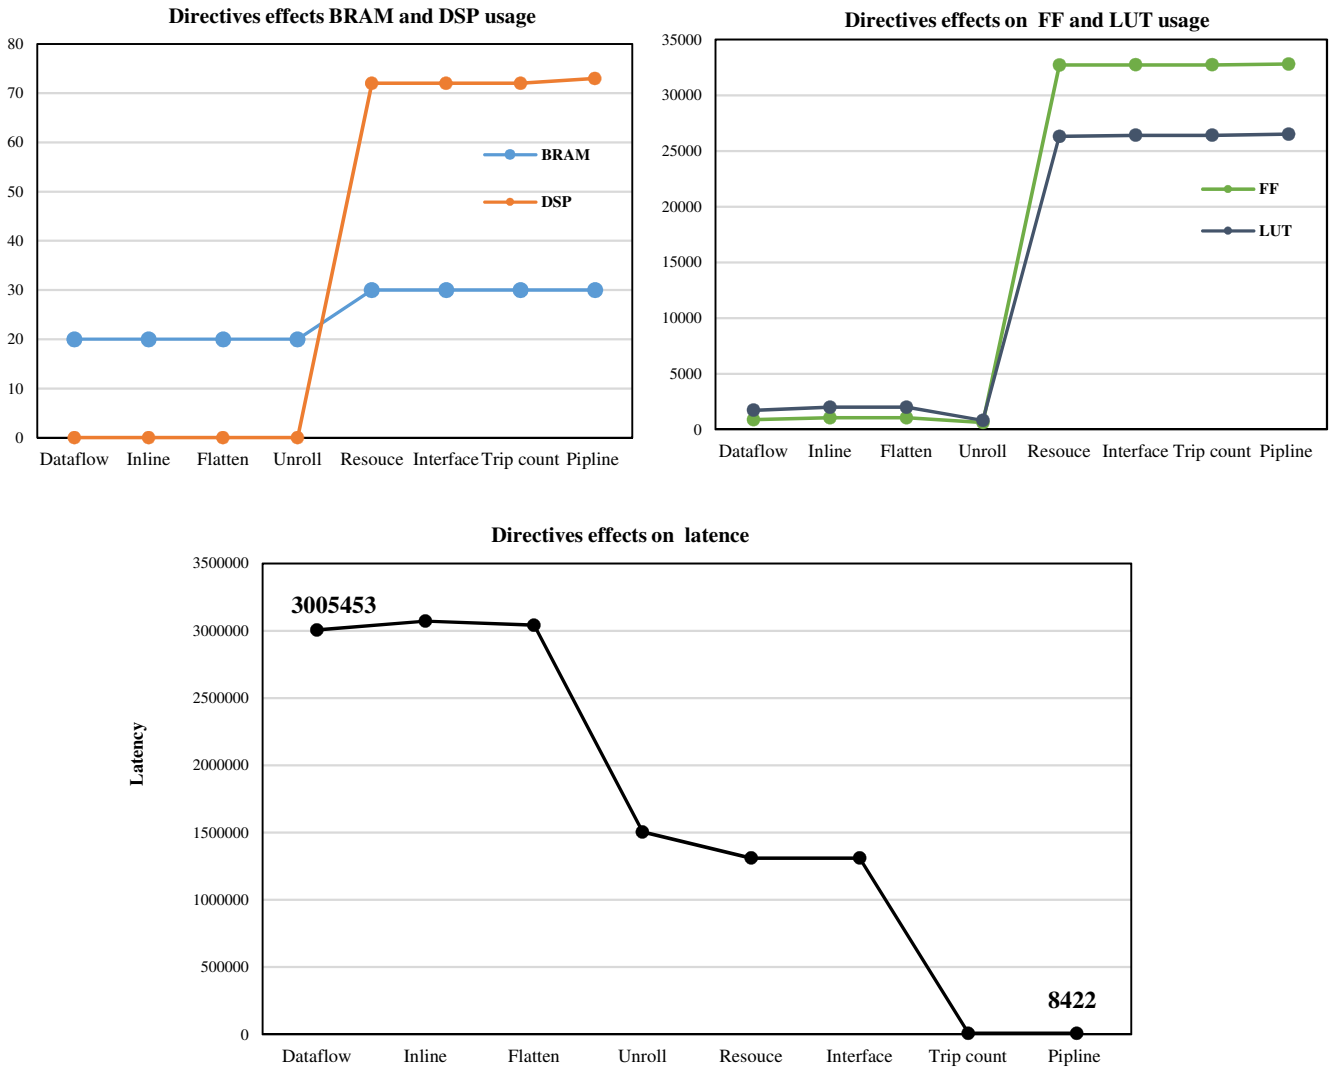 Directives effects BRAM and DSP usage
80
70
60
50
40
30
20
10
0
BRAM
DSP
Dataflow Inline Flatten Unroll Resouce Interface Trip count Pipline
Directives effects on FF and LUT usage
35000
30000
25000
20000
15000
10000
5000
0
FF
LUT
Dataflow Inline Flatten Unroll Resouce Interface Trip count Pipline
Directives effects on latence
3500000
3000000
2500000
2000000
1500000
1000000
500000
0
Latency
3005453
8422
Dataflow Inline Flatten Unroll Resouce Interface Trip count Pipline